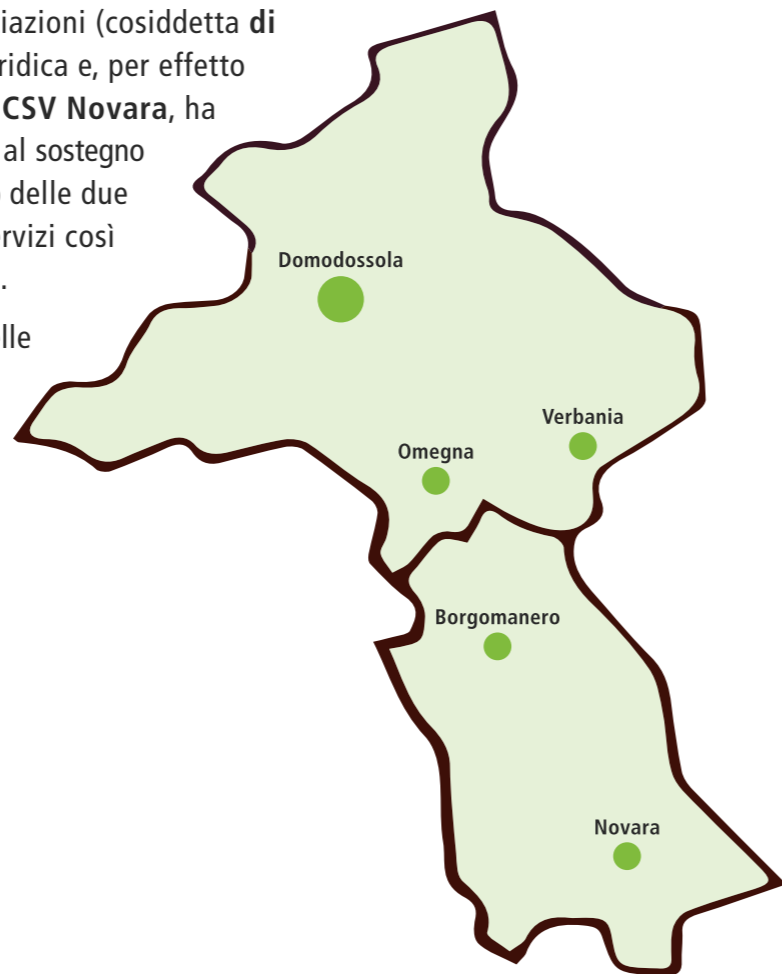 iazioni (cosiddetta di
ridica e, per effetto
CSV Novara, ha
al sostegno
delle due
ervizi così
.
lle
Domodossola
Verbania
Omegna
Borgomanero
Novara